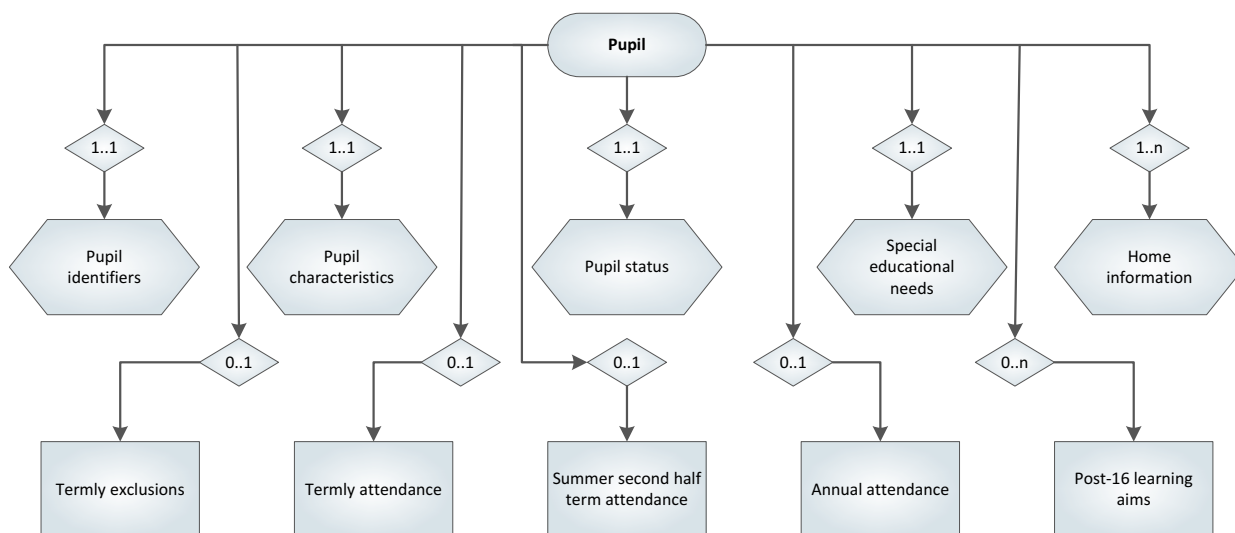 Pupil
1..1
1..1
1..1
1..1
1..n
Pupil
identifiers
Pupil
characteristics
Pupil status
Special
educational
needs
Home
information
0..1
0..1
0..1
0..1
0..n
Termly exclusions
Termly attendance
Summer second half
term attendance
Annual attendance
Post-16 learning
aims